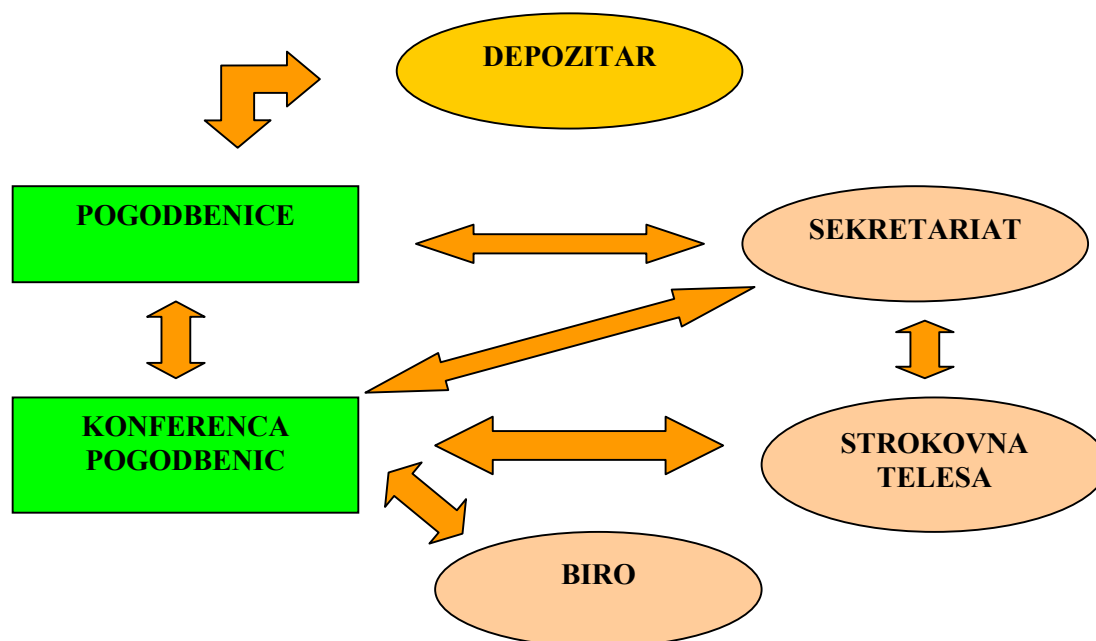 DEPOZITAR
POGODBENICE
SEKRETARIAT
KONFERENCA
POGODBENIC
STROKOVNA
TELESA
BIRO